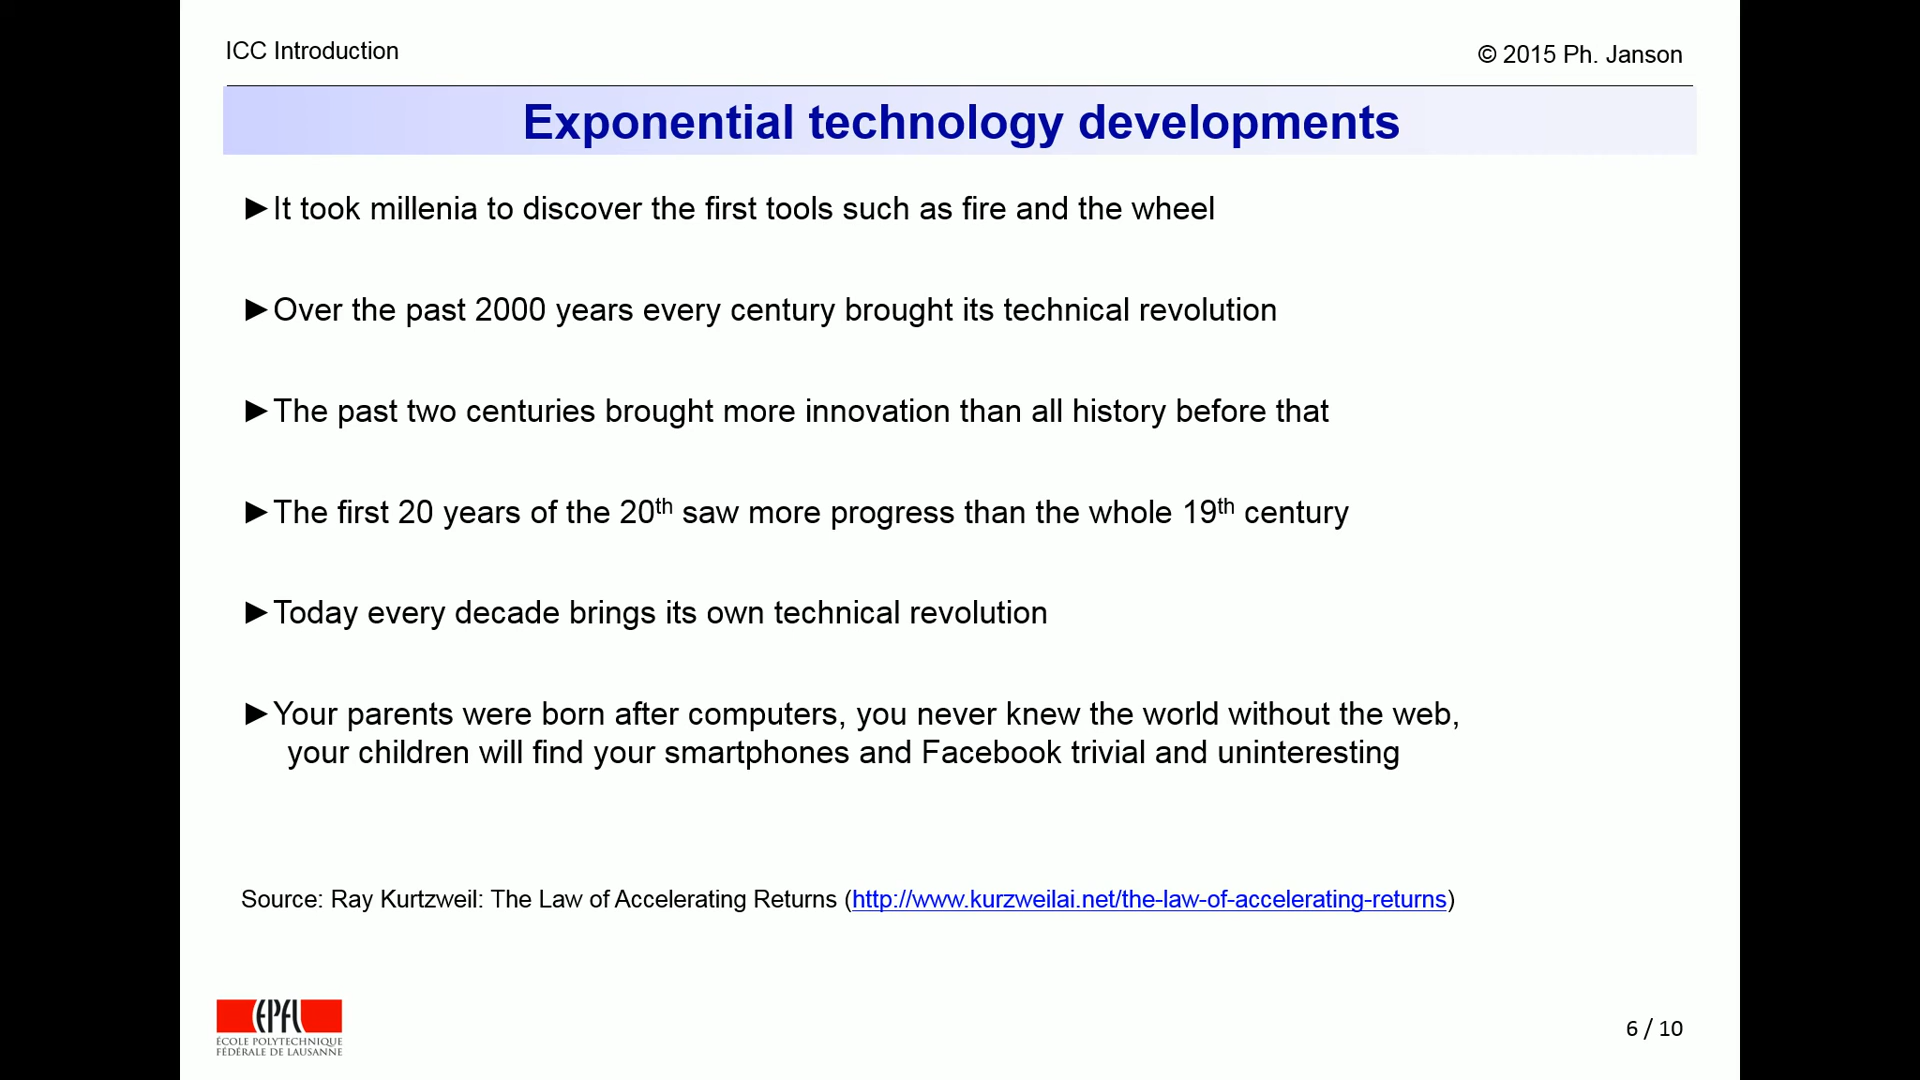 ICC Introduction
© 2015 Ph. Janson
Exponential technology developments
►It took millenia to discover the first tools such as fire and the wheel
►Over the past 2000 years every century brought its technical revolution
►The past two centuries brought more innovation than all history before that
►The first 20 years of the 20th saw more progress than the whole 19th century
►Today every decade brings its own technical revolution
►Your parents were born after computers, you never knew the world without the web,
your children will find your smartphones and Facebook trivial and uninteresting
Source: Ray Kurtzweil: The Law of Accelerating Returns (http://www.kurzweilai.net/the-law-of-accelerating-returns)
EPFL
ÉCOLE POLYTECHNIQUE
FÉDÉRALE DE LAUSANNE
6 / 10